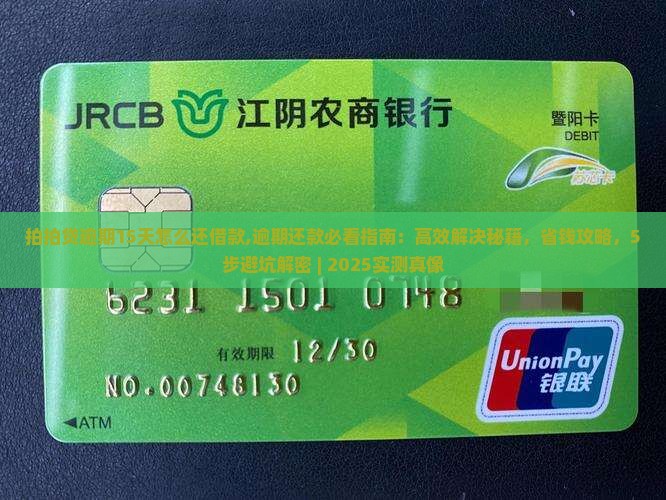 JRCB 江阴农商银行
暨阳卡
DEBIT
拍拍贷逾期15天怎么还借款,逾期还款必看指南：高效解决秘籍，省钱攻略，5
步避坑解密 | 2025实测真像
6231 1501 0748
有效期限 12/30
NO.00748130
UnionPay
银联
◄ATM